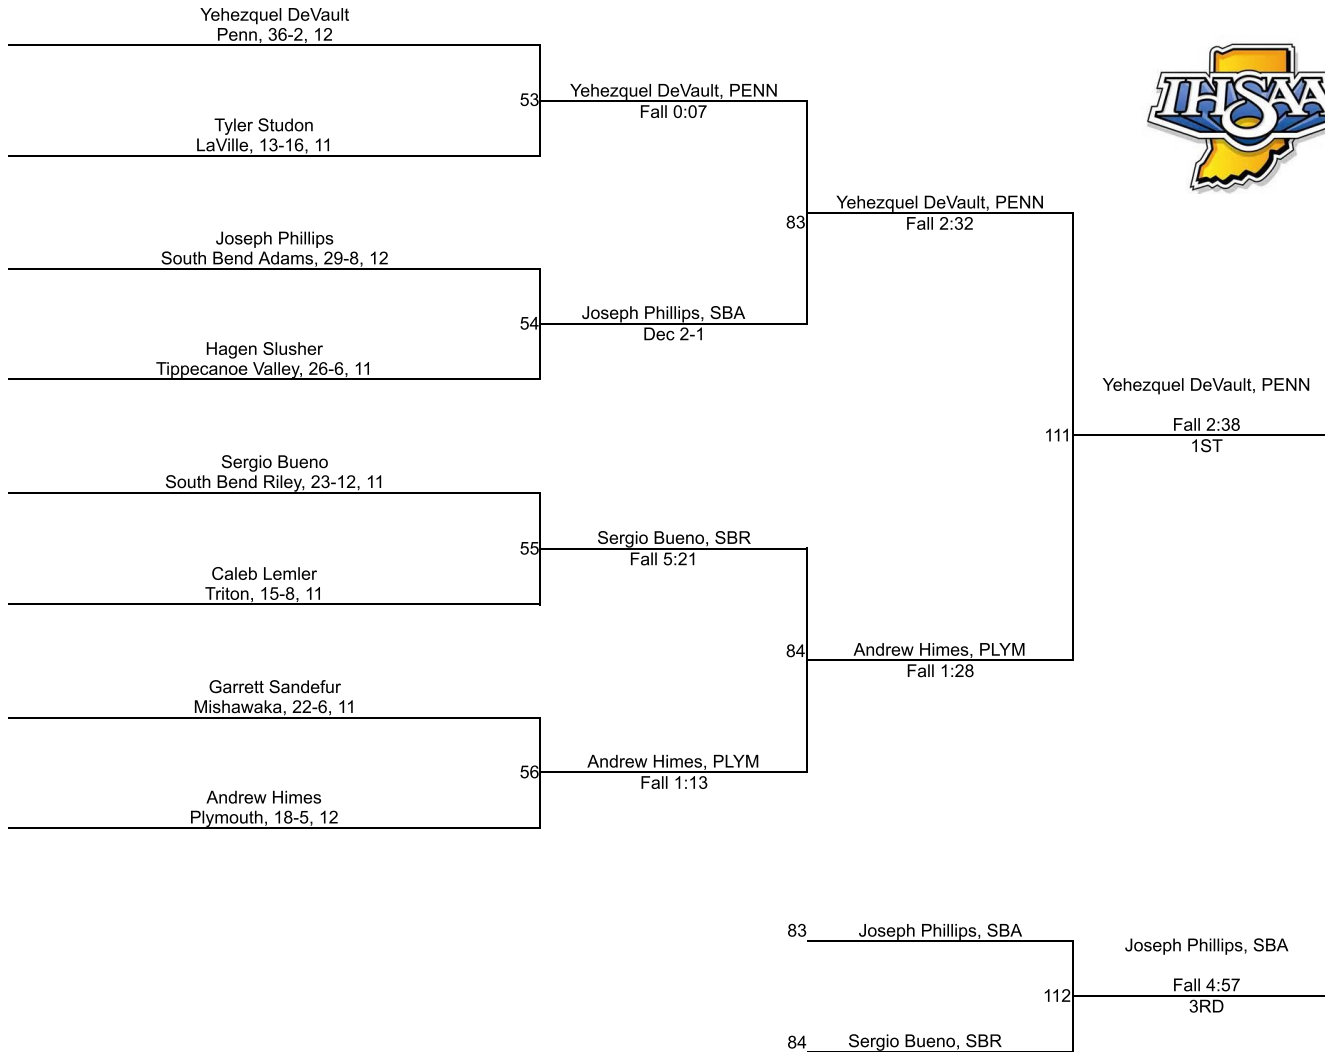 Yehezquel DeVault
Penn, 36-2, 12
53
Yehezquel DeVault, PENN
Fall 0:07
Tyler Studon
LaVille, 13-16, 11
IHSAA
83
Yehezquel DeVault, PENN
Fall 2:32
Joseph Phillips
South Bend Adams, 29-8, 12
54
Joseph Phillips, SBA
Dec 2-1
Hagen Slusher
Tippecanoe Valley, 26-6, 11
111
Yehezquel DeVault, PENN
Fall 2:38
1ST
Sergio Bueno
South Bend Riley, 23-12, 11
55
Sergio Bueno, SBR
Fall 5:21
Caleb Lemler
Triton, 15-8, 11
84
Andrew Himes, PLYM
Fall 1:28
Garrett Sandefur
Mishawaka, 22-6, 11
56
Andrew Himes, PLYM
Fall 1:13
Andrew Himes
Plymouth, 18-5, 12
83
Joseph Phillips, SBA
112
Joseph Phillips, SBA
Fall 4:57
3RD
84
Sergio Bueno, SBR